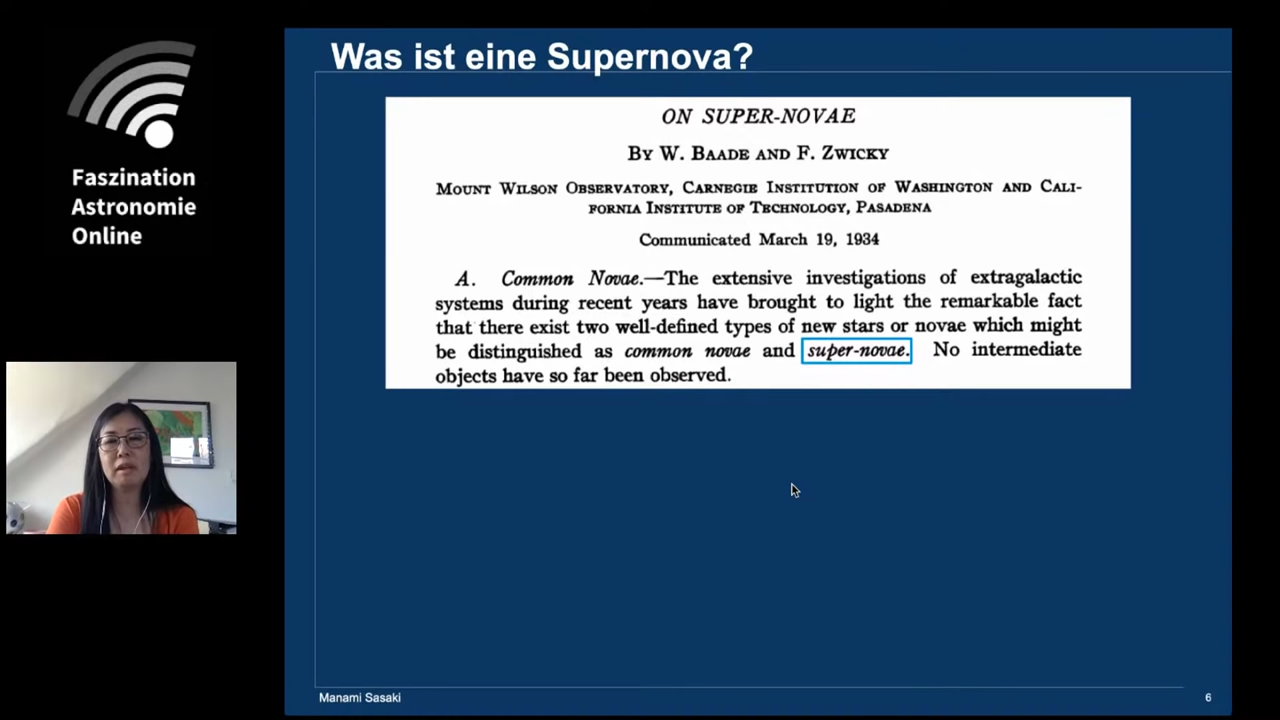 Faszination
Astronomie
Online
Was ist eine Supernova?
ON SUPER-NOVAE
BY W. BAADE AND F. ZWICKY
MOUNT WILSON OBSERVATORY, CARNEGIE INSTITUTION OF WASHINGTON AND CALI-
FORNIA INSTITUTE OF TECHNOLOGY, PASADENA
Communicated March 19, 1934
A. Common Novae.—The extensive investigations of extragalactic
systems during recent years have brought to light the remarkable fact
that there exist two well-defined types of new stars or novae which might
be distinguished as common novae and super-novae. No intermediate
objects have so far been observed.
Manami Sasaki
6